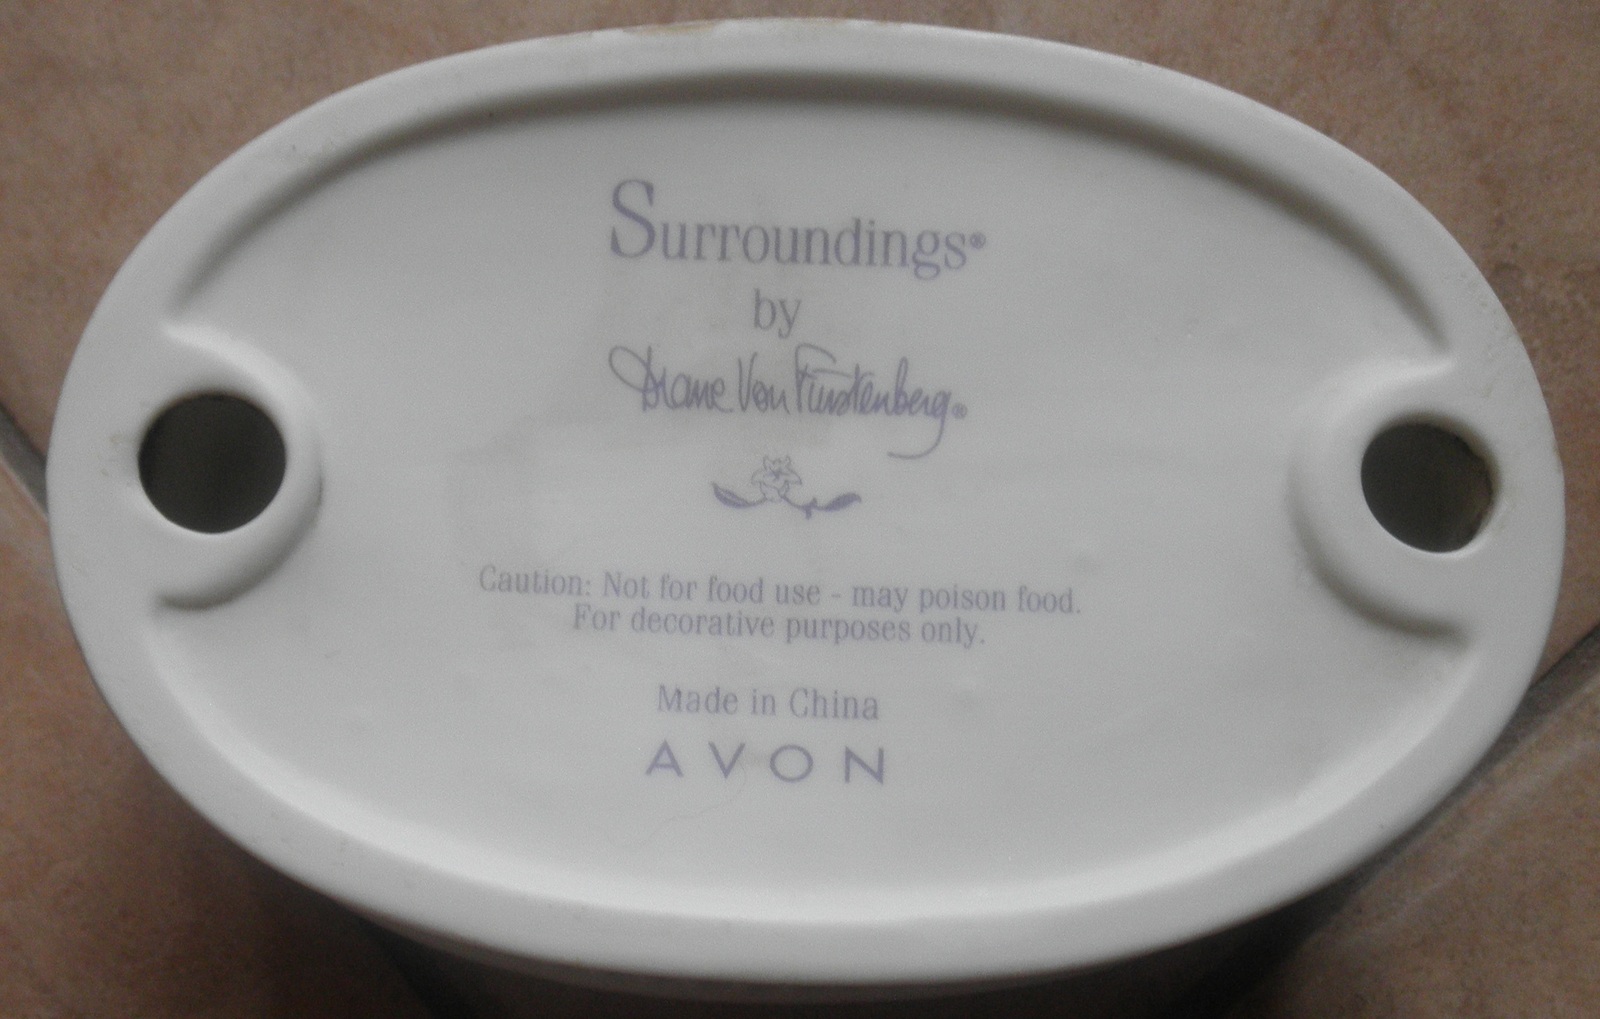 Surroundings®
by
Diane Von Furstenberg®
Caution: Not for food use - may poison food.
For decorative purposes only.
Made in China
AVON